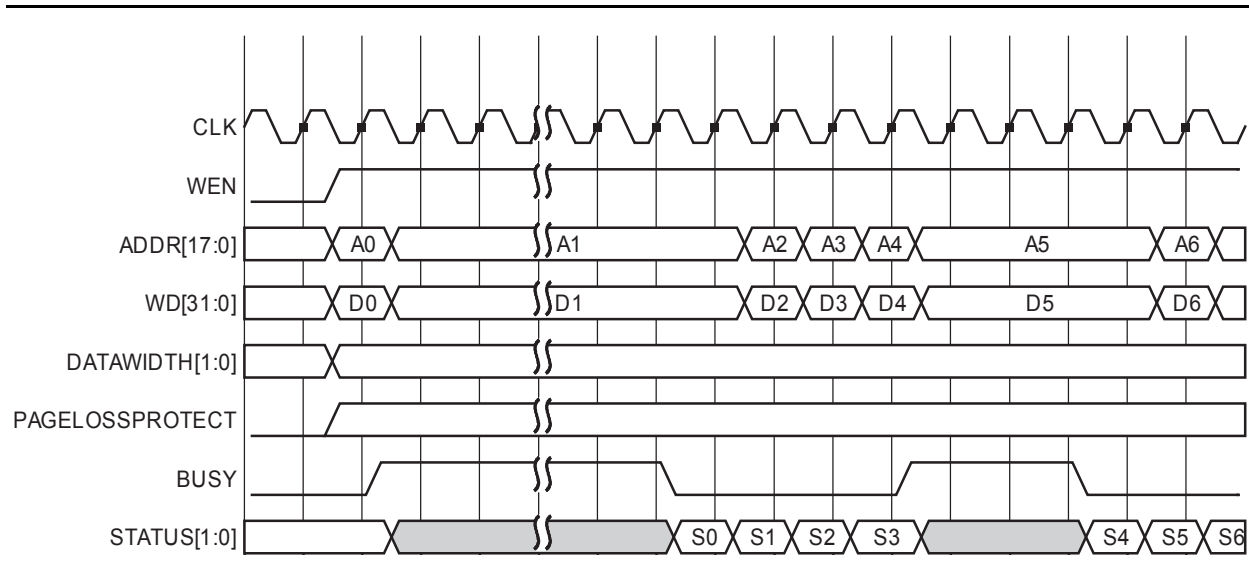 CLK
WEN
ADDR[17:0] A0 A1 A2 A3 A4 A5 A6
WD[31:0] D0 D1 D2 D3 D4 D5 D6
DATAWIDTH[1:0]
PAGELOSSPROTECT
BUSY
STATUS[1:0] S0 S1 S2 S3 S4 S5 S6